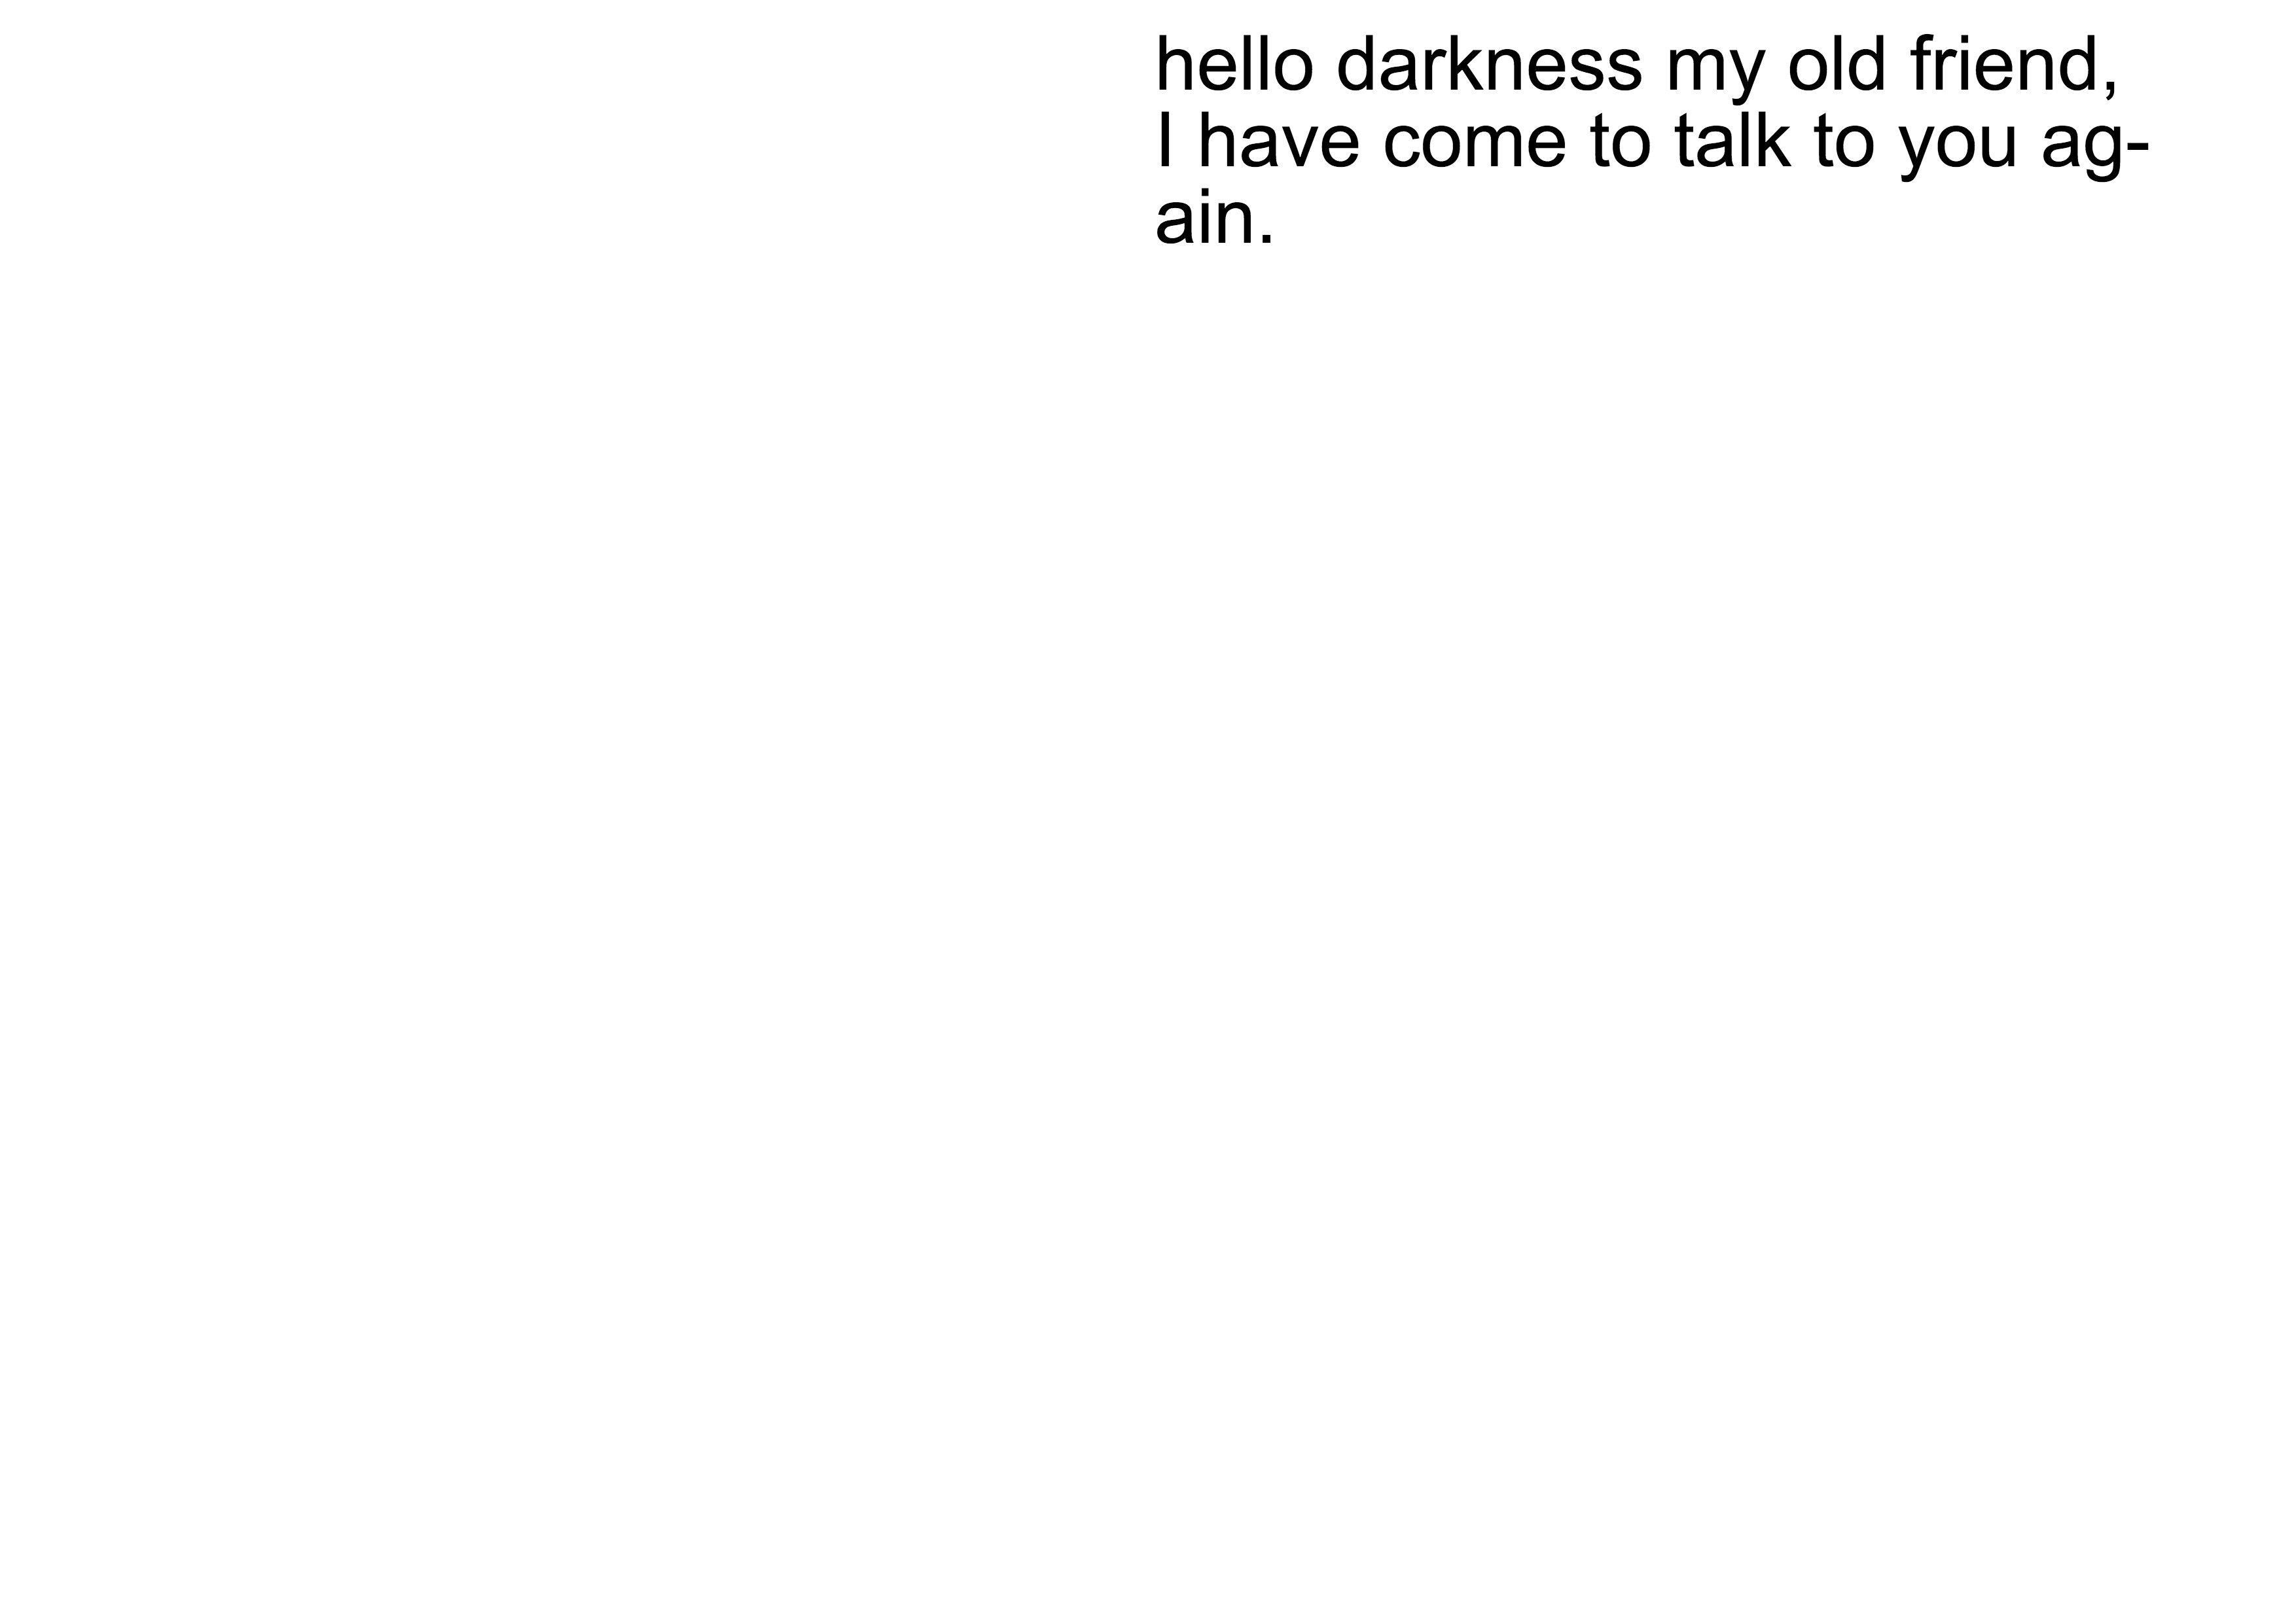 hello darkness my old friend,
I have come to talk to you ag-
ain.